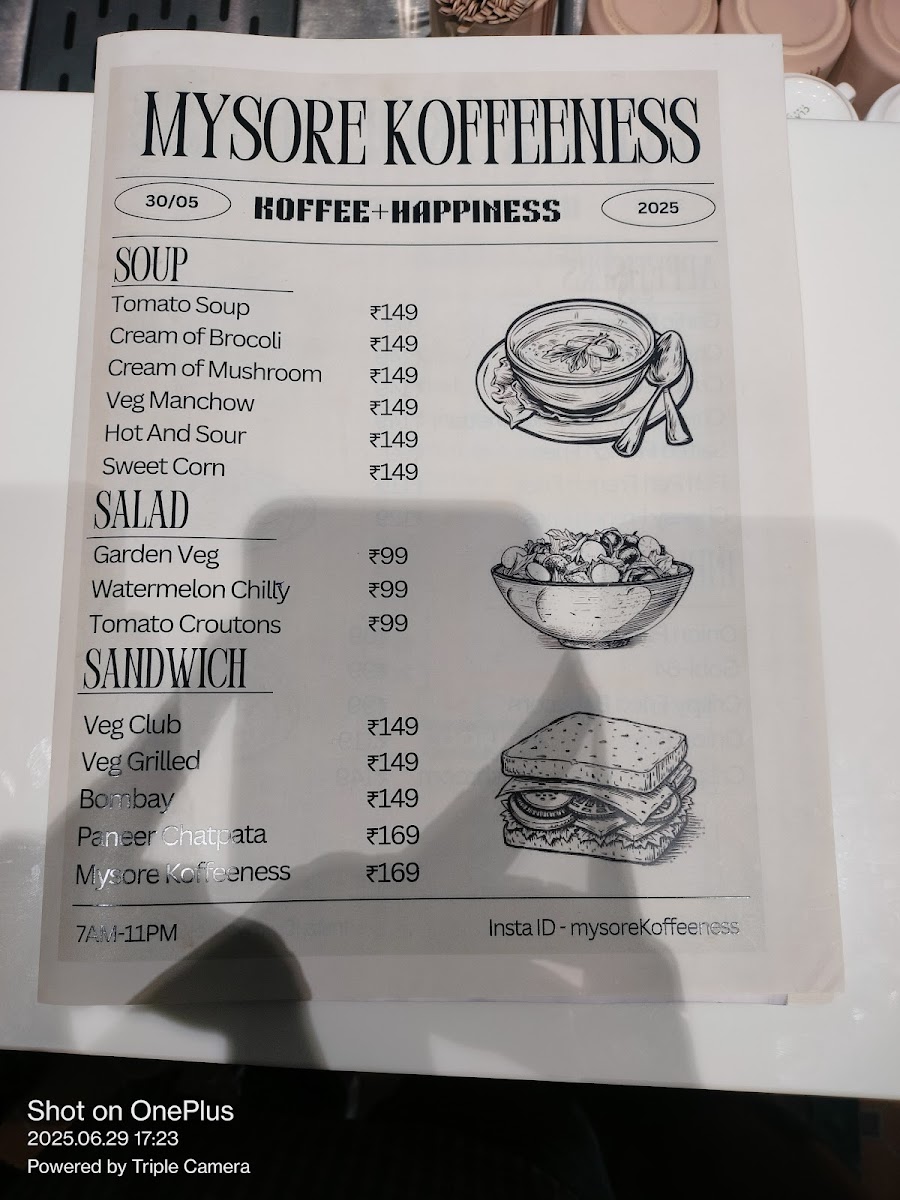 MYSORE KOFFEENESS
30/05 KOFFEE+HAPPINESS 2025
SOUP
Tomato Soup ₹149
Cream of Brocoli ₹149
Cream of Mushroom ₹149
Veg Manchow ₹149
Hot And Sour ₹149
Sweet Corn ₹149
SALAD
Garden Veg ₹99
Watermelon Chilly ₹99
Tomato Croutons ₹99
SANDWICH
Veg Club ₹149
Veg Grilled ₹149
Bombay ₹149
Paneer Chatpata ₹169
Mysore Koffeeness ₹169
7AM-11PM Insta ID - mysoreKoffeeness
Shot on OnePlus
2025.06.29 17:23
Powered by Triple Camera